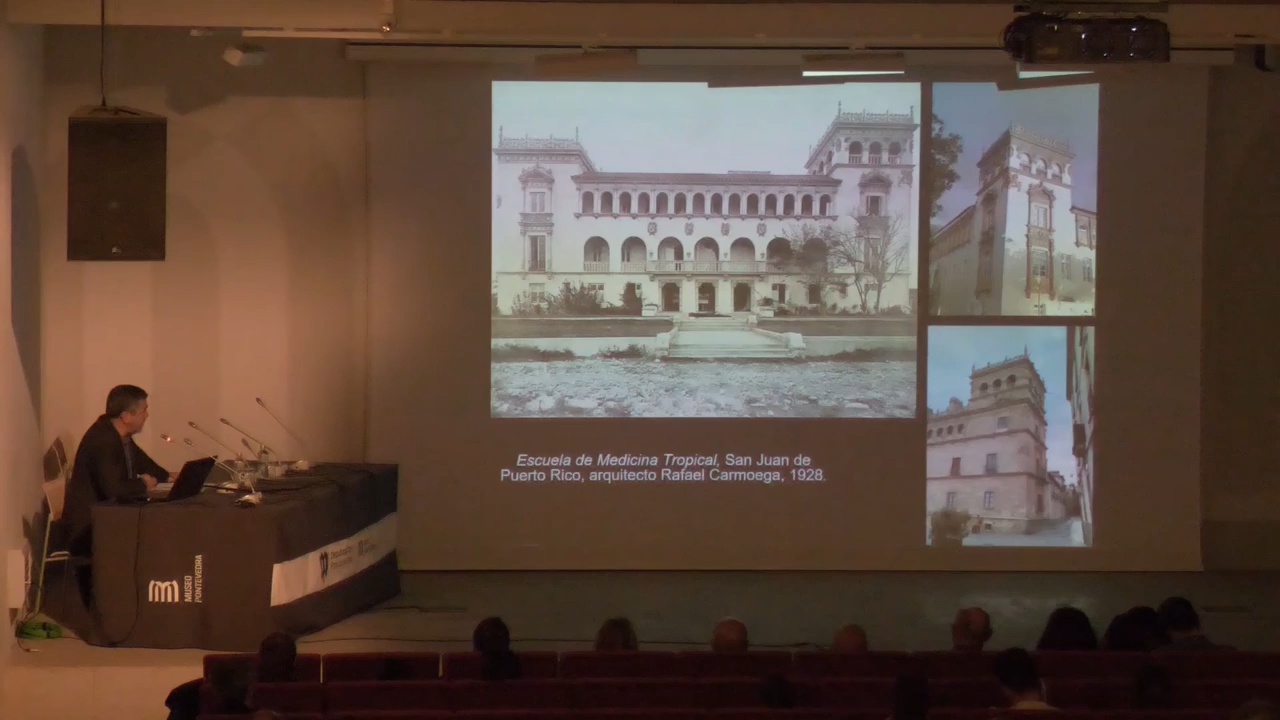 Escuela de Medicina Tropical, San Juan de
Puerto Rico, arquitecto Rafael Carmoega, 1928.
MUSEO
PONTEVEDRA